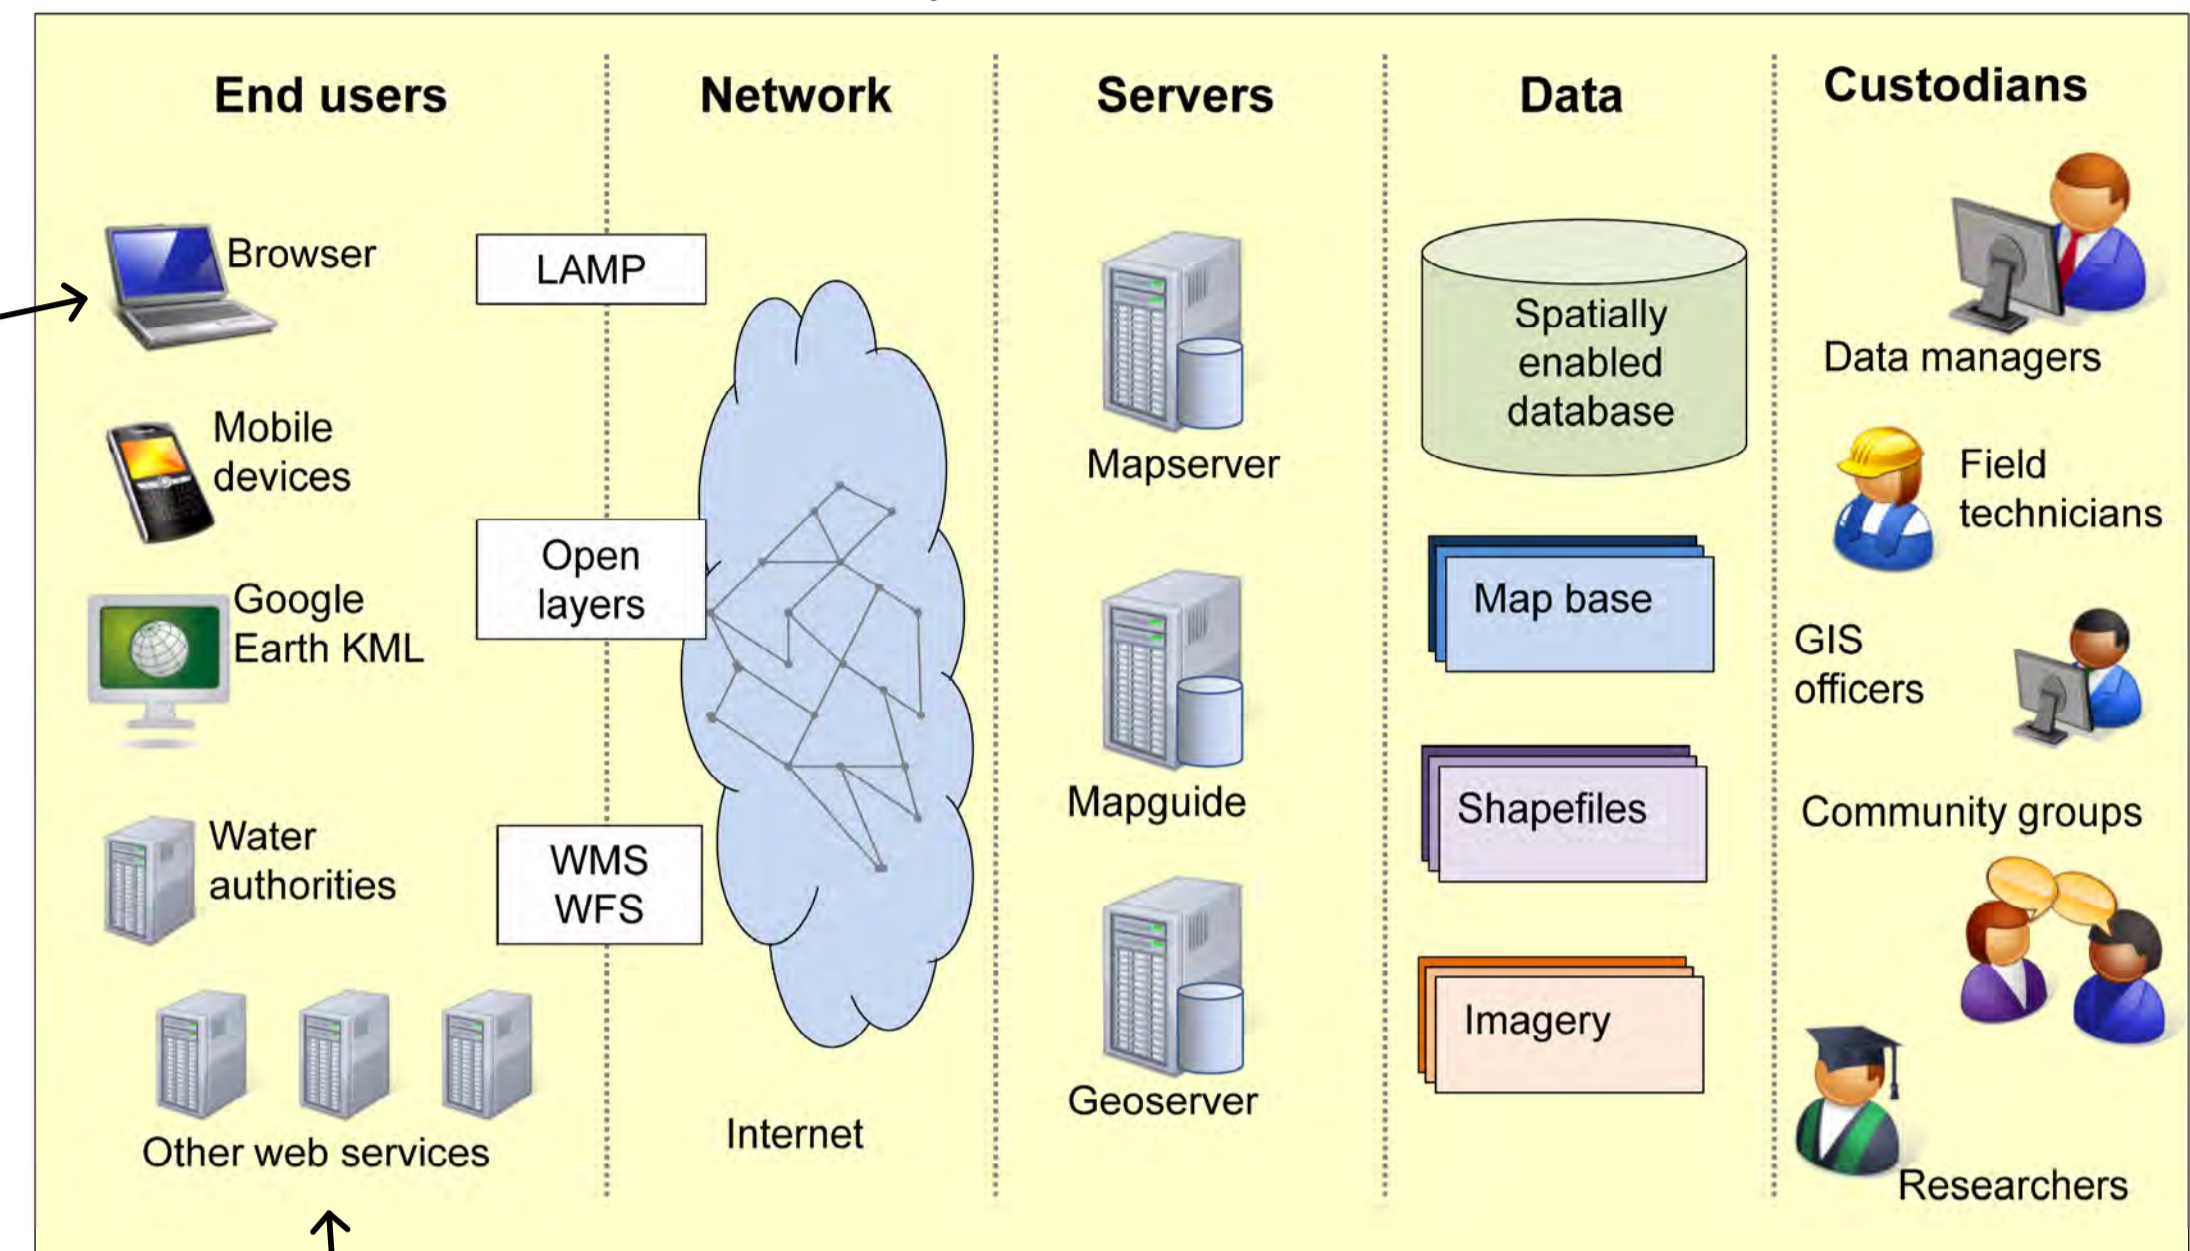 End users
Network
Servers
Data
Custodians
Browser
Mobile
devices
Google
Earth KML
Water
authorities
Other web services
LAMP
Open
layers
WMS
WFS
Internet
Mapserver
Mapguide
Geoserver
Spatially
enabled
database
Map base
Shapefiles
Imagery
Data managers
Field
technicians
GIS
officers
Community groups
Researchers